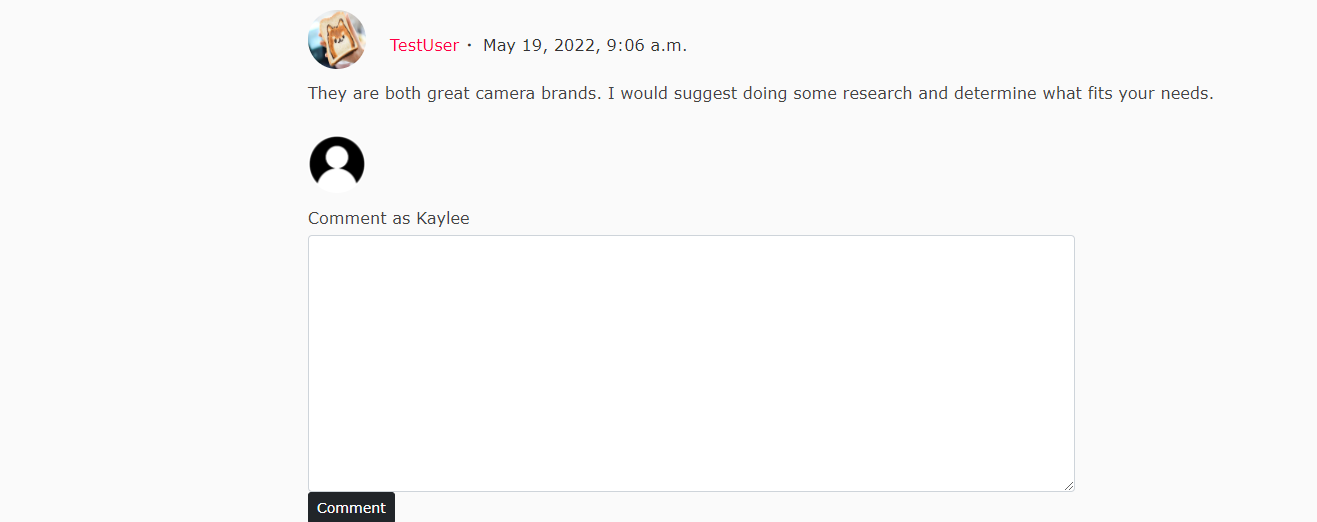 TestUser · May 19, 2022, 9:06 a.m.
They are both great camera brands. I would suggest doing some research and determine what fits your needs.
Comment as Kaylee
Comment